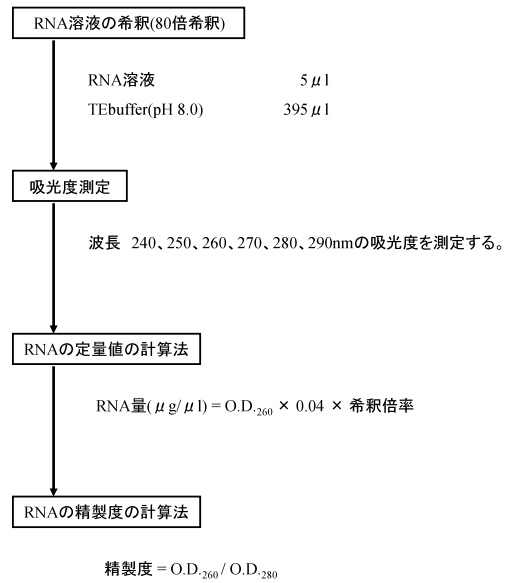 RNA溶液の希釈(80倍希釈)
RNA溶液 5μl
TEbuffer(pH 8.0) 395μl
吸光度測定
波長 240、250、260、270、280、290nmの吸光度を測定する。
RNAの定量値の計算法
RNA量(μg/μl) = O.D.260 × 0.04 × 希釈倍率
RNAの精製度の計算法
精製度 = O.D.260 / O.D.280